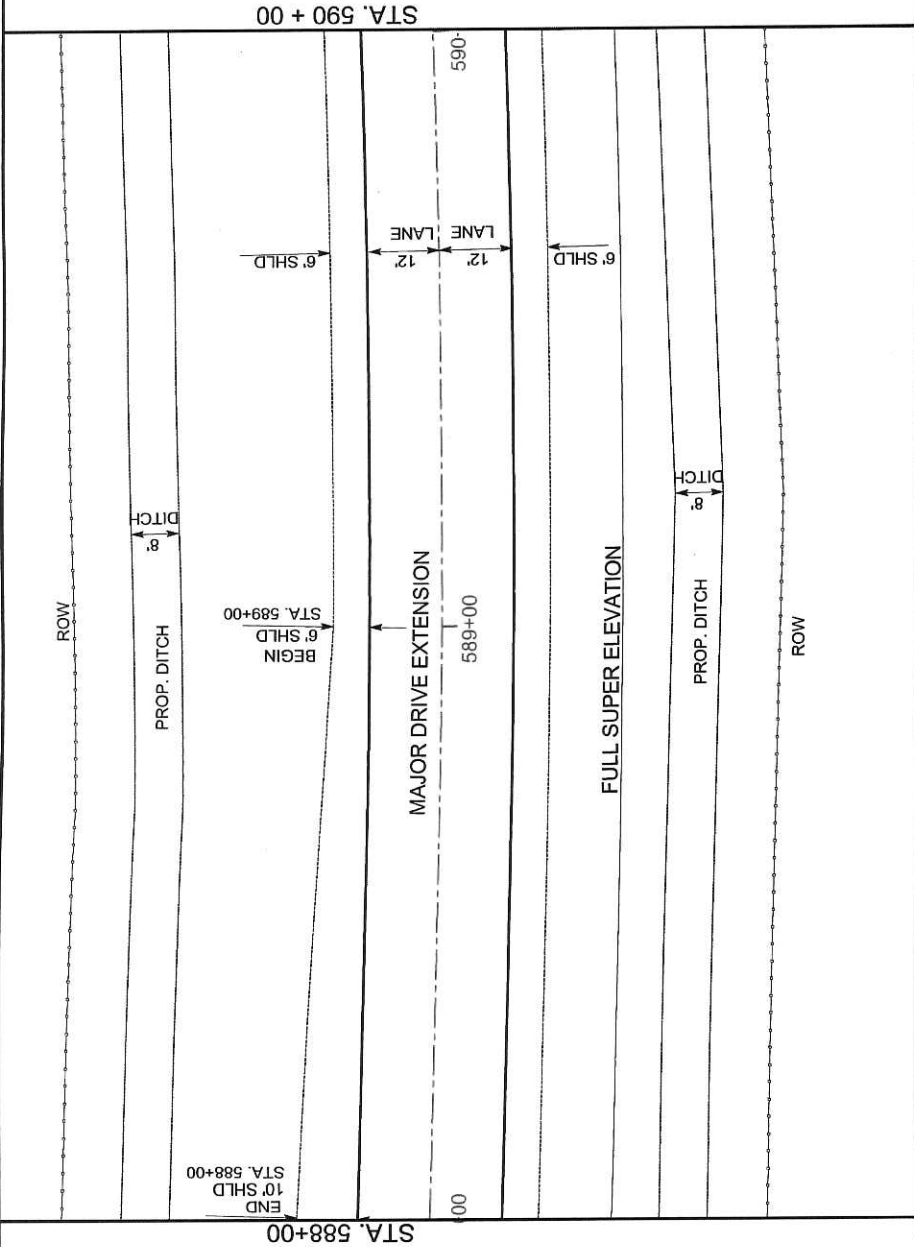 STA. 590 + 00
ROW
8'
DITCH
PROP. DITCH
6' SHLD
BEGIN
6' SHLD
STA. 589+00
END
10' SHLD
STA. 588+00
12'
LANE
12'
LANE
590
MAJOR DRIVE EXTENSION
589+00
00
6' SHLD
FULL SUPER ELEVATION
8'
DITCH
PROP. DITCH
ROW
STA. 588+00